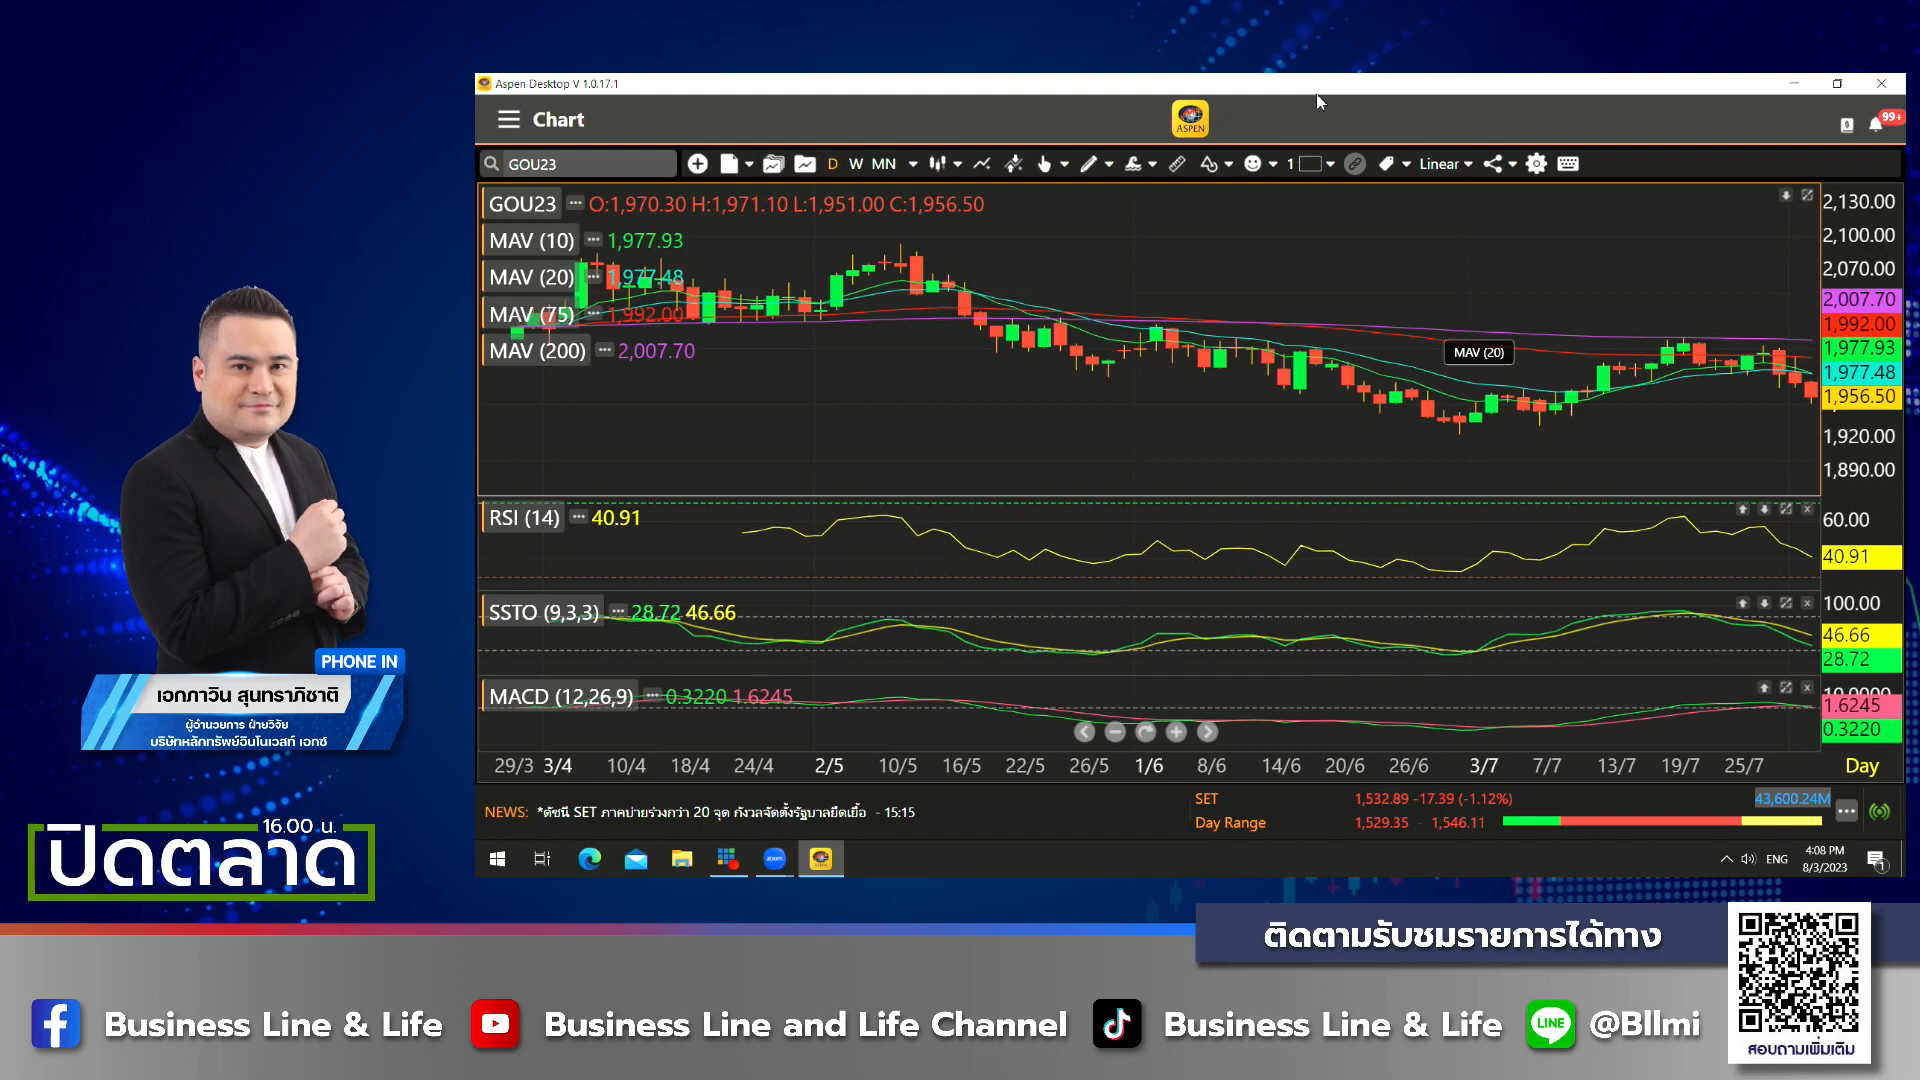 Aspen Desktop V 1.0.17.1
Chart
ASPEN
99+
GOU23
D W MN
1
Linear
GOU23 O:1,970.30 H:1,971.10 L:1,951.00 C:1,956.50
MAV (10) 1,977.93
MAV (20) 1,977.48
MAV (75) 1,992.00
MAV (200) 2,007.70
MAV (20)
2,130.00
2,100.00
2,070.00
2,007.70
1,992.00
1,977.93
1,977.48
1,956.50
1,920.00
1,890.00
RSI (14) 40.91
60.00
40.91
SSTO (9,3,3) 28.72 46.66
100.00
46.66
28.72
MACD (12,26,9) 0.3220 1.6245
10.0000
1.6245
0.3220
29/3 3/4 10/4 18/4 24/4 2/5 10/5 16/5 22/5 26/5 1/6 8/6 14/6 20/6 26/6 3/7 7/7 13/7 19/7 25/7 Day
NEWS: *ดัชนี SET ภาคบ่ายร่วงกว่า 20 จุด กังวลจัดตั้งรัฐบาลยืดเยื้อ - 15:15
SET 1,532.89 -17.39 (-1.12%) 43,600.24M
Day Range 1,529.35 - 1,546.11
zoom
ENG
4:08 PM
8/3/2023
1
PHONE IN
เอกภาวิน สุนทราภิชาติ
ผู้อำนวยการ ฝ่ายวิจัย
บริษัทหลักทรัพย์อินโนเวสท์ เอกซ์
16.00 น.
ปิดตลาด
ติดตามรับชมรายการได้ทาง
Business Line & Life
Business Line and Life Channel
Business Line & Life
LINE
@Bllmi
สอบถามเพิ่มเติม